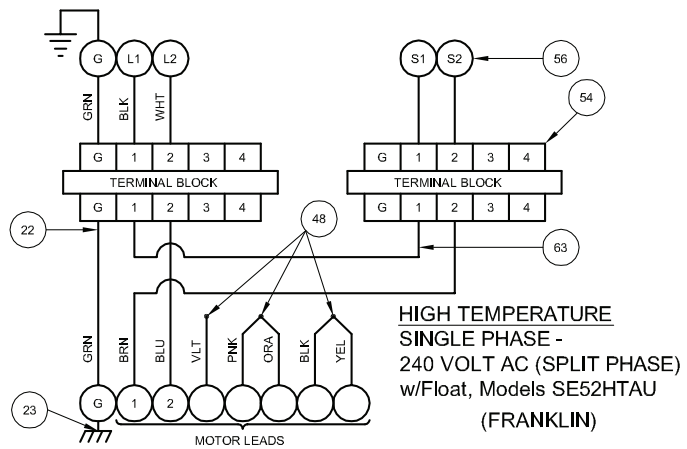 G L1 L2 S1 S2 56
54
GRN BLK WHT
G 1 2 3 4 G 1 2 3 4
TERMINAL BLOCK TERMINAL BLOCK
G 1 2 3 4 G 1 2 3 4
22 48 63
HIGH TEMPERATURE
SINGLE PHASE -
240 VOLT AC (SPLIT PHASE)
w/Float, Models SE52HTAU
(FRANKLIN)
GRN BRN BLU VLT PNK ORA BLK YEL
23 G 1 2
MOTOR LEADS